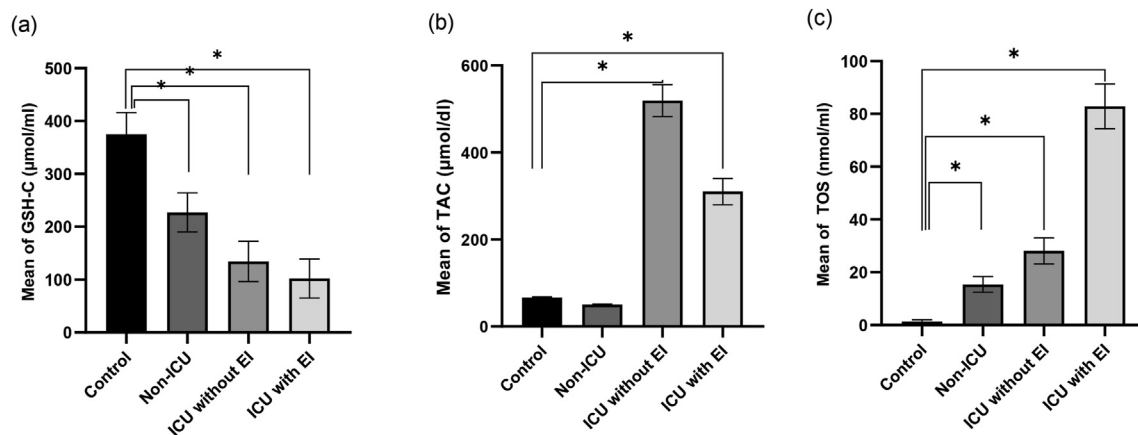 (a)
Mean of GSH-C (µmol/ml)
500
400
300
200
100
0
*
*
*
Control
Non-ICU
ICU without EI
ICU with EI
(b)
Mean of TAC (µmol/dl)
600
400
200
0
*
*
Control
Non-ICU
ICU without EI
ICU with EI
(c)
Mean of TOS (nmol/ml)
100
80
60
40
20
0
*
*
*
Control
Non-ICU
ICU without EI
ICU with EI